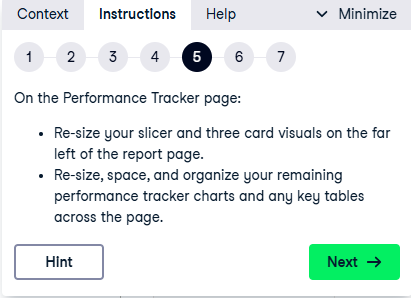 Context Instructions Help Minimize
1 2 3 4 5 6 7
On the Performance Tracker page:
• Re-size your slicer and three card visuals on the far
left of the report page.
• Re-size, space, and organize your remaining
performance tracker charts and any key tables
across the page.
Hint Next →